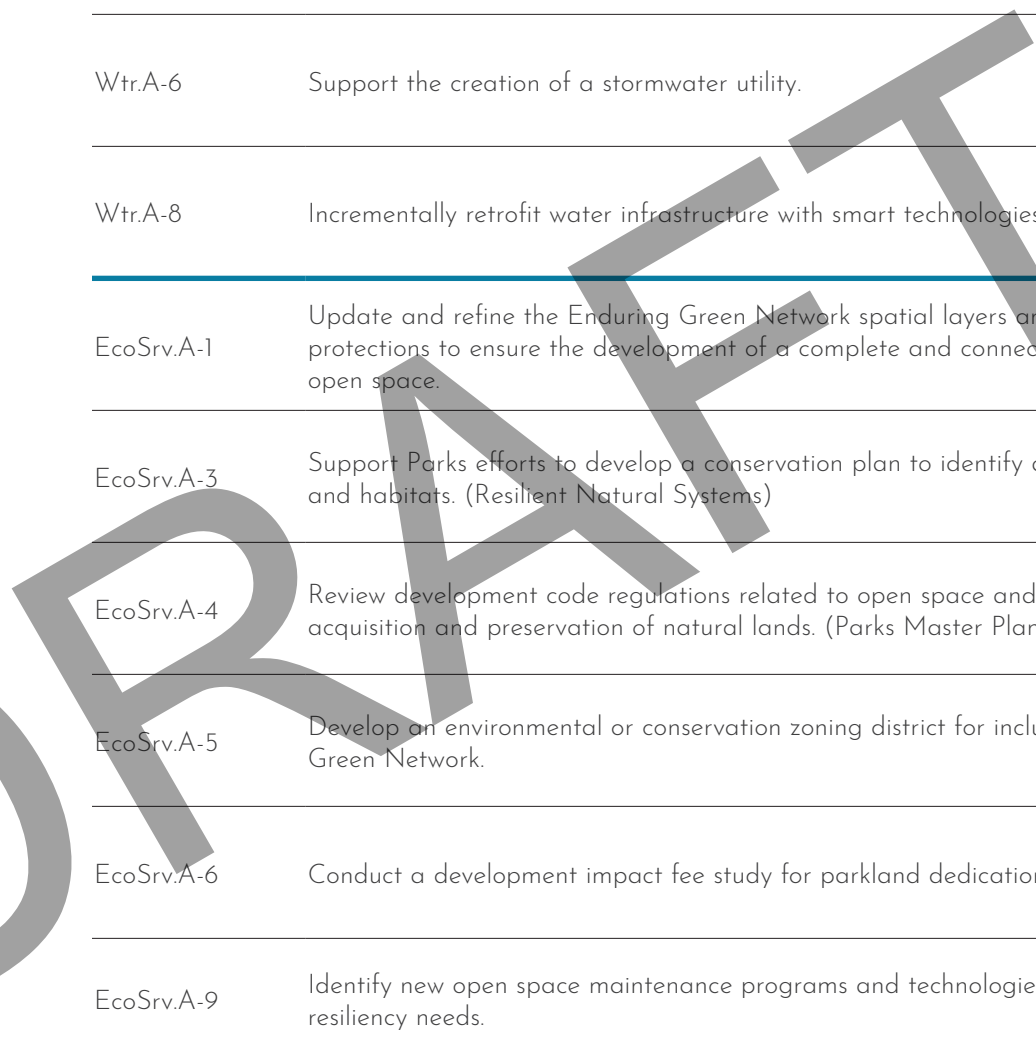 Wtr.A-6 Support the creation of a stormwater utility.
Wtr.A-8 Incrementally retrofit water infrastructure with smart technologies
Update and refine the Enduring Green Network spatial layers
EcoSrv.A-1 protections to ensure the development of a complete and
open space.
Support Parks efforts to develop a conservation plan to identify
EcoSrv.A-3
and habitats. (Resilient Natural Systems)
Review development code regulations related to open space and
EcoSrv.A-4
acquisition and preservation of natural lands. (Parks Master Plan
Develop an environmental or conservation zoning district for
EcoSrv.A-5
Green Network.
EcoSrv.A-6 Conduct a development impact fee study for parkland
Identify new open space maintenance programs and
EcoSrv.A-9
resiliency needs.
DRAFT